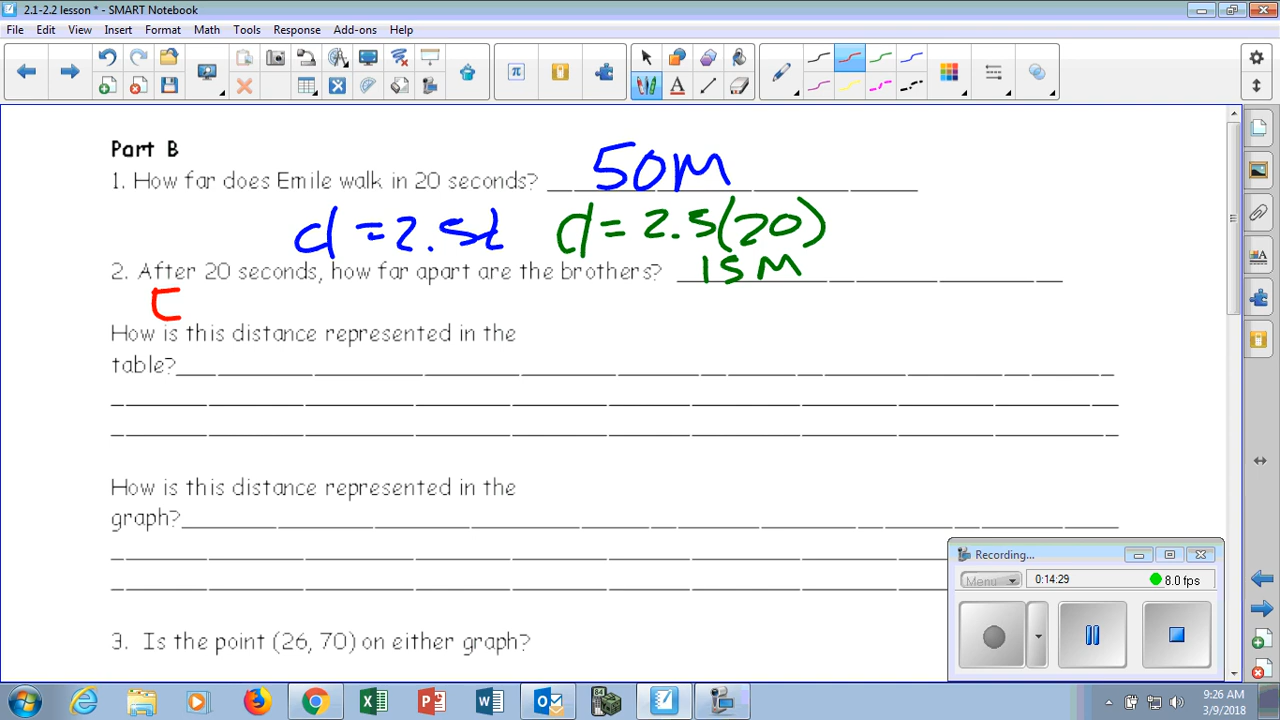 2.1-2.2 lesson * - SMART Notebook
File Edit View Insert Format Math Tools Response Add-ons Help
Part B
1. How far does Emile walk in 20 seconds? 50M
d = 2.5t d = 2.5(20)
2. After 20 seconds, how far apart are the brothers? 15M
How is this distance represented in the
table?
How is this distance represented in the
graph?
Recording...
Menu 0:14:29 8.0 fps
3. Is the point (26, 70) on either graph?
9:26 AM
3/9/2018